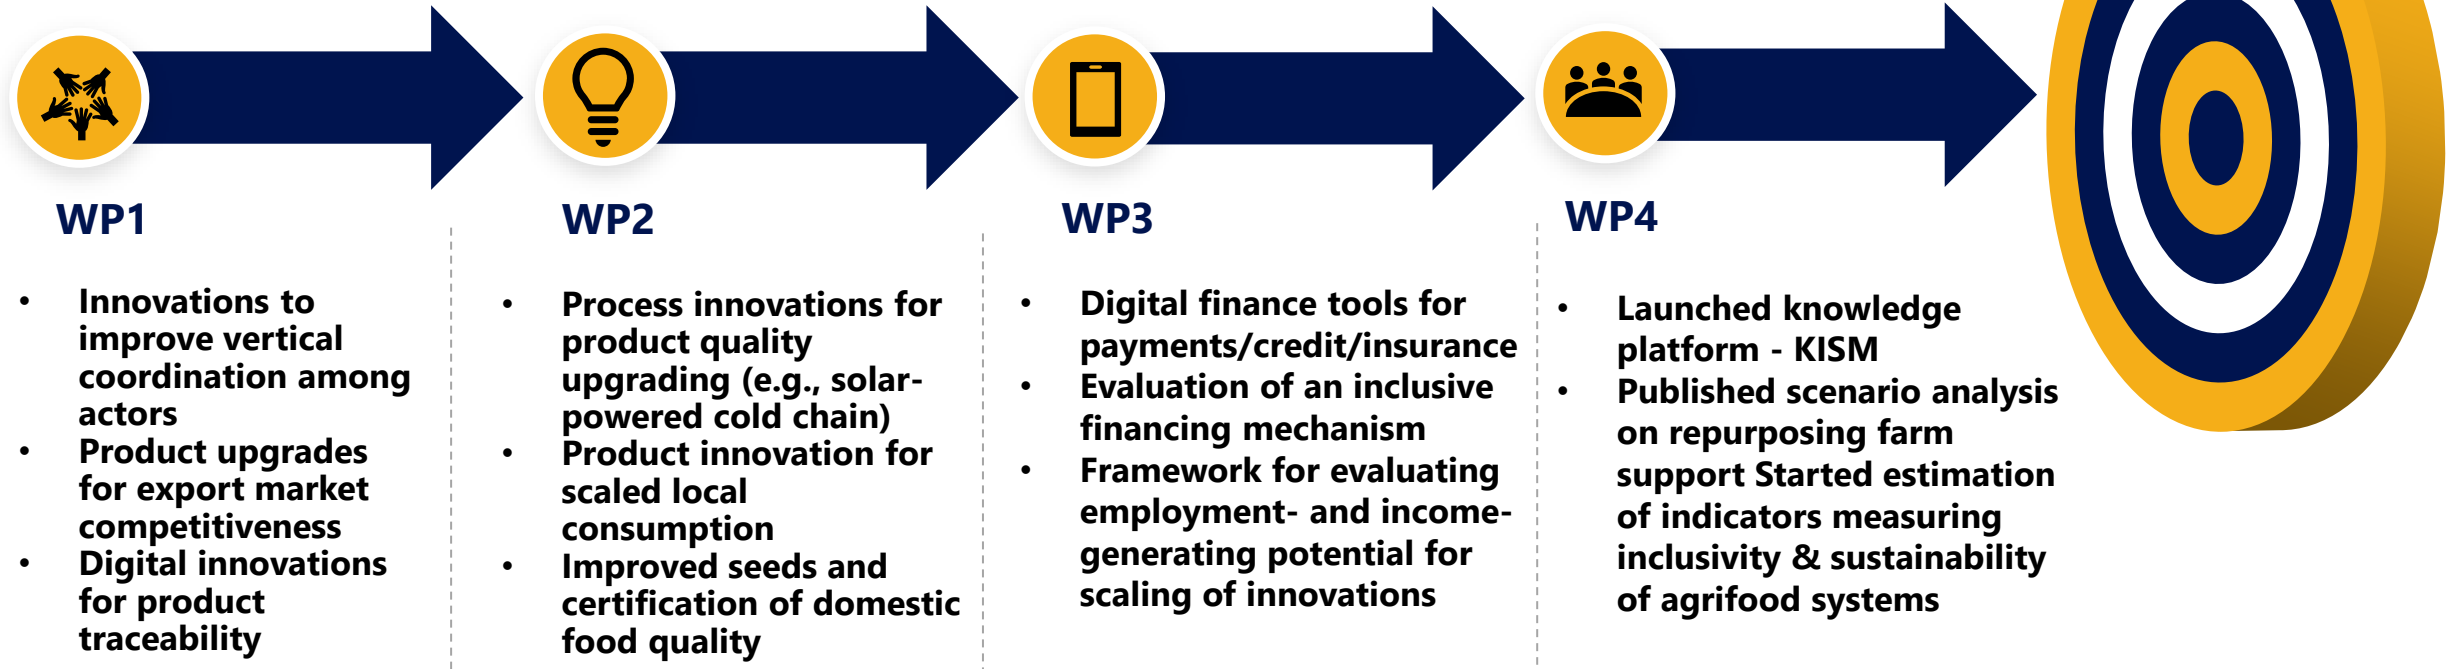 WP1
• Innovations to
improve vertical
coordination among
actors
• Product upgrades
for export market
competitiveness
• Digital innovations
for product
traceability
WP2
• Process innovations for
product quality
upgrading (e.g., solar-
powered cold chain)
• Product innovation for
scaled local
consumption
• Improved seeds and
certification of domestic
food quality
WP3
• Digital finance tools for
payments/credit/insurance
• Evaluation of an inclusive
financing mechanism
• Framework for evaluating
employment- and income-
generating potential for
scaling of innovations
WP4
• Launched knowledge
platform - KISM
• Published scenario analysis
on repurposing farm
support Started estimation
of indicators measuring
inclusivity & sustainability
of agrifood systems